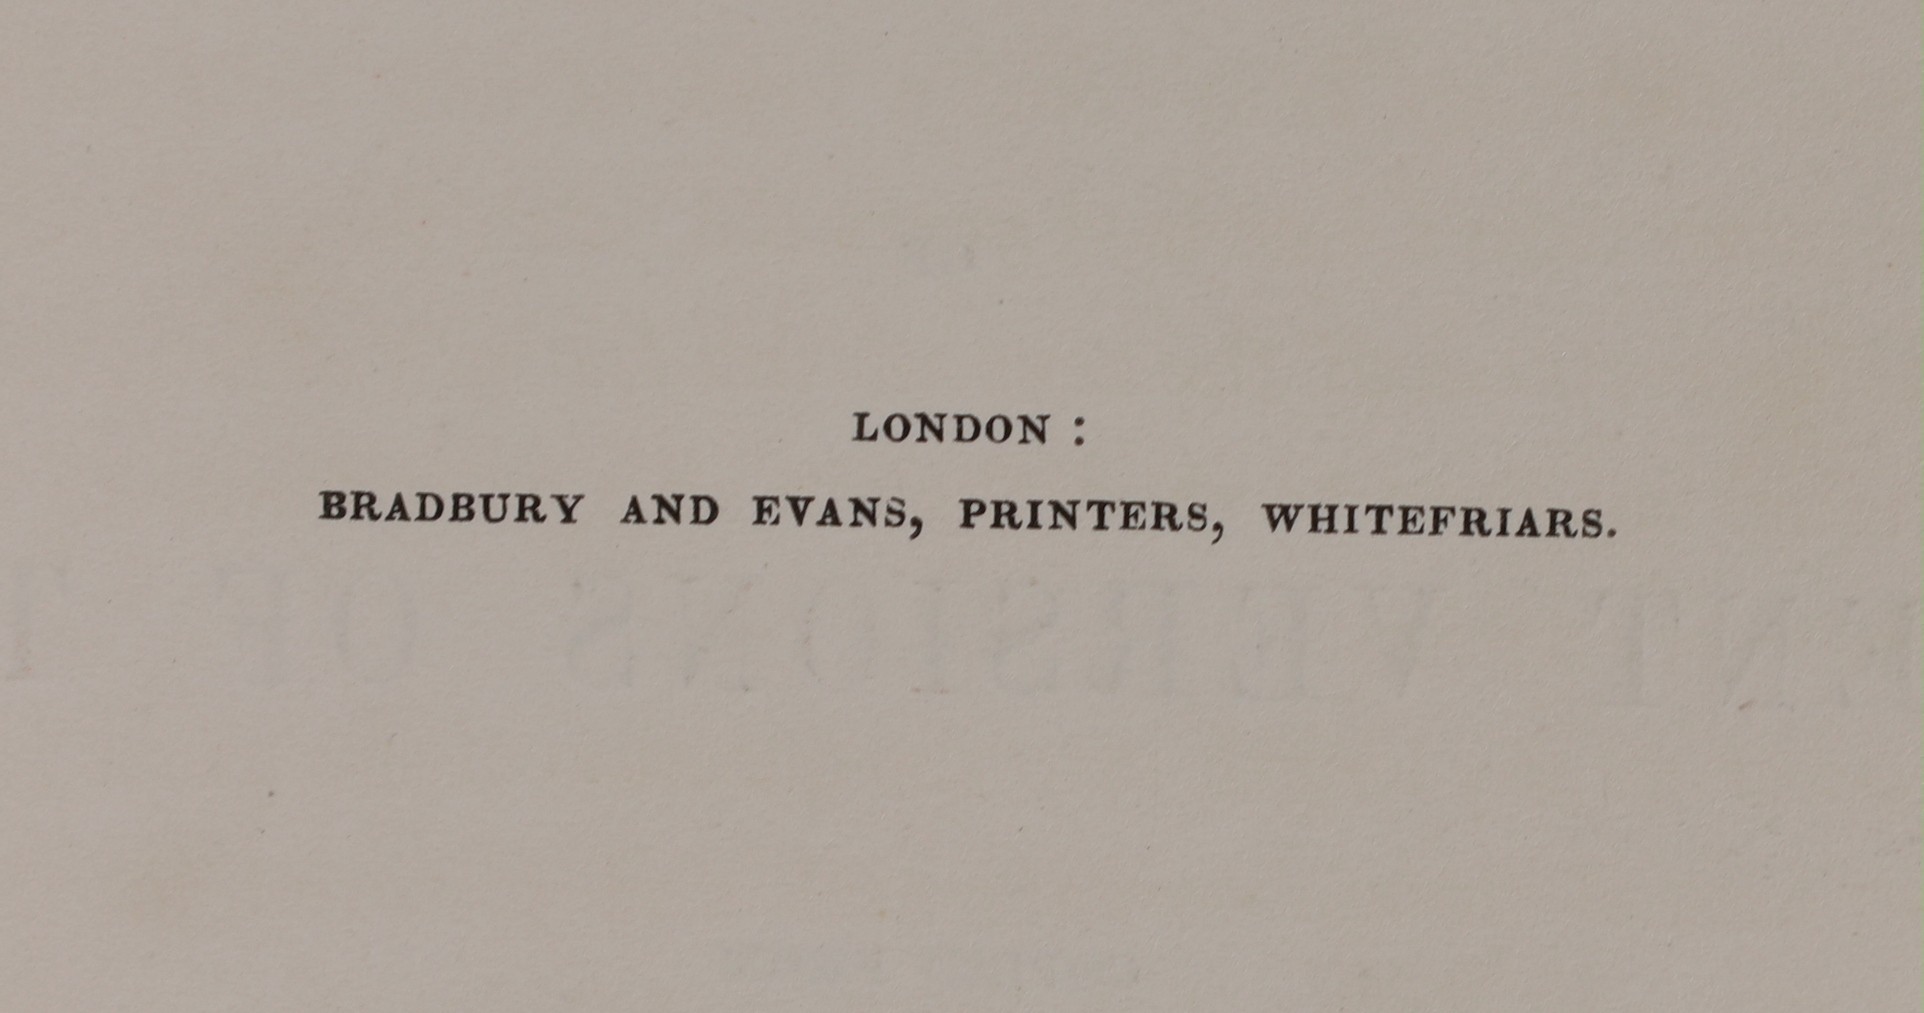 LONDON :
BRADBURY AND EVANS, PRINTERS, WHITEFRIARS.